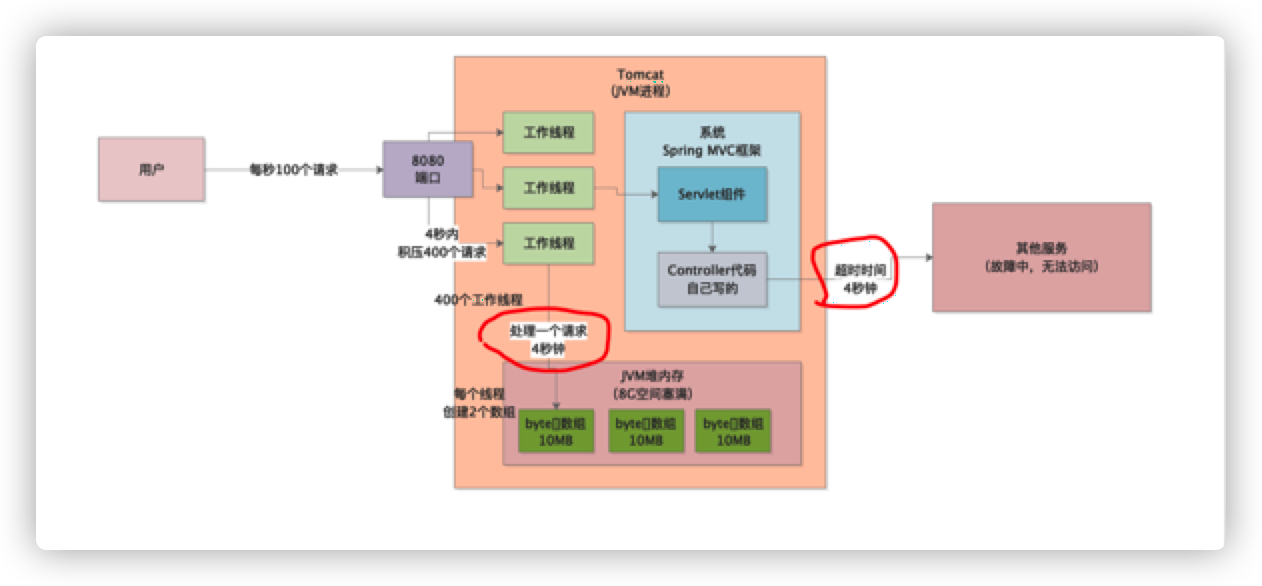 Tomcat
（JVM进程）
用户
每秒100个请求
8080
端口
工作线程
工作线程
工作线程
4秒内
积压400个请求
系统
Spring MVC框架
Servlet组件
Controller代码
自己写的
超时时间
4秒钟
其他服务
（故障中，无法访问）
400个工作线程
处理一个请求
4秒钟
每个线程
创建2个数组
JVM堆内存
（8G空间塞满）
byte[]数组
10MB
byte[]数组
10MB
byte[]数组
10MB